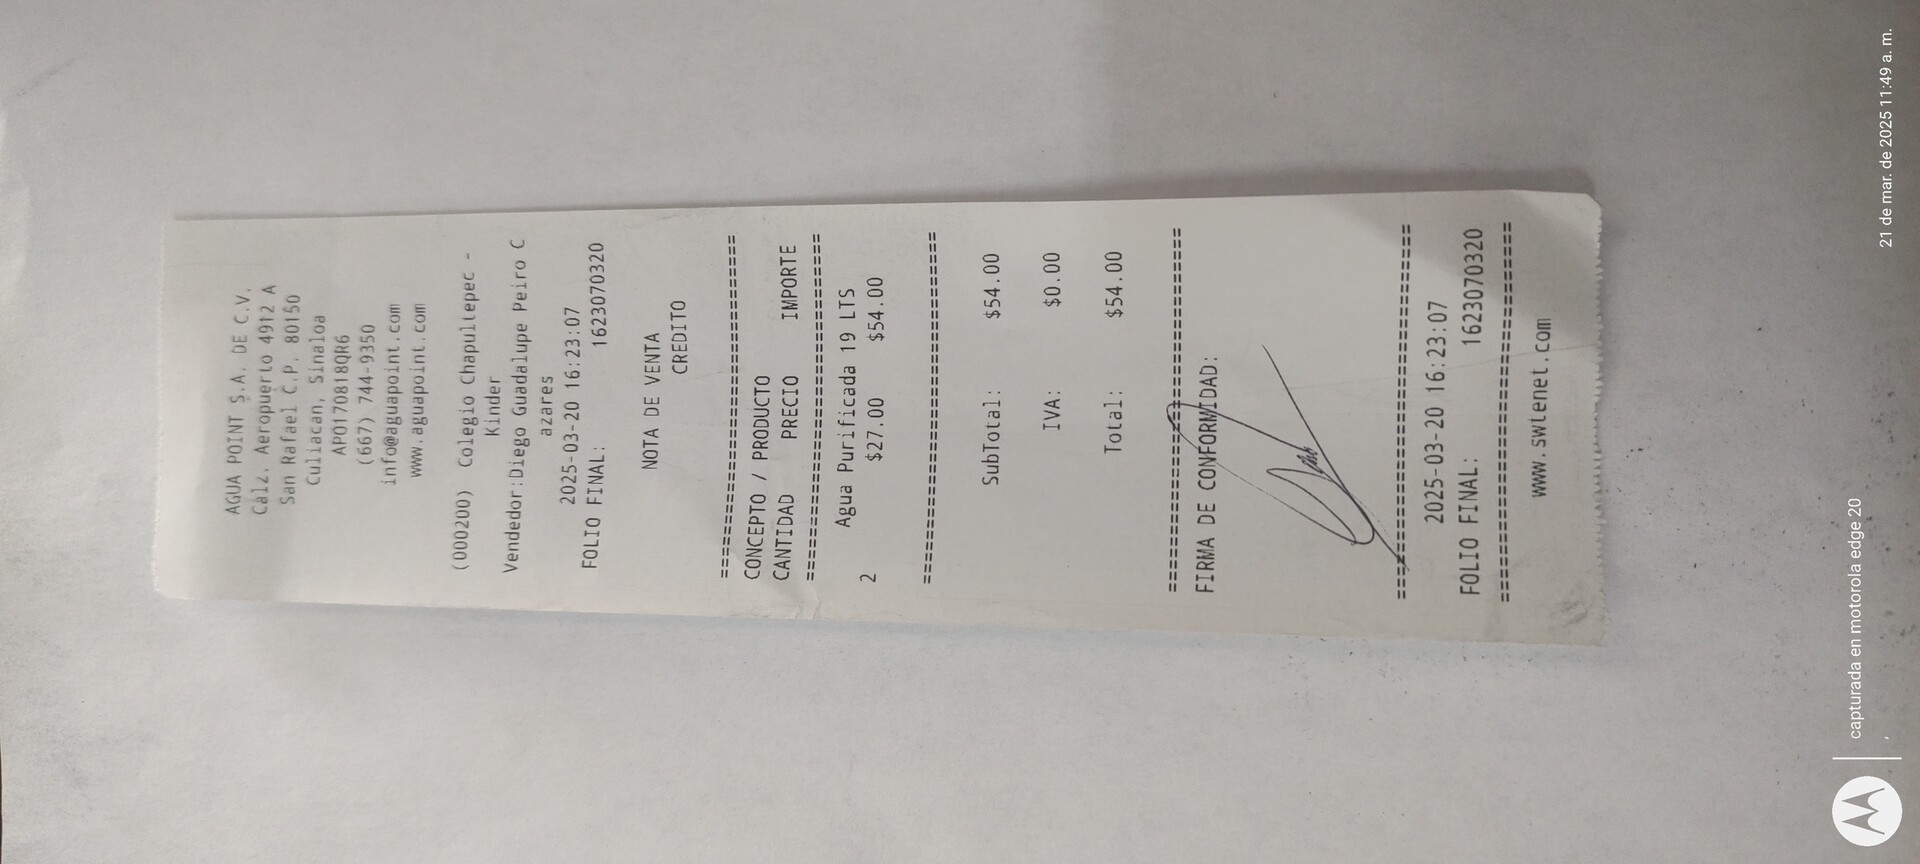 AGUA POINT S.A. DE C.V.
Calz. Aeropuerto 4912 A
San Rafael C.P. 80150
Culiacan, Sinaloa
APO170818QR6
(667) 744-9350
info@aguapoint.com
www.aguapoint.com
(000200) Colegio Chapultepec -
Kinder
Vendedor:Diego Guadalupe Peiro C
azares
2025-03-20 16:23:07
FOLIO FINAL: 1623070320
NOTA DE VENTA
CREDITO
================================
CONCEPTO / PRODUCTO
CANTIDAD PRECIO IMPORTE
================================
Agua Purificada 19 LTS
2 $27.00 $54.00
================================
SubTotal: $54.00
IVA: $0.00
Total: $54.00
================================
FIRMA DE CONFORMIDAD:
================================
2025-03-20 16:23:07
FOLIO FINAL: 1623070320
================================
www.swlenet.com
capturada en motorola edge 20
21 de mar. de 2025 11:49 a. m.